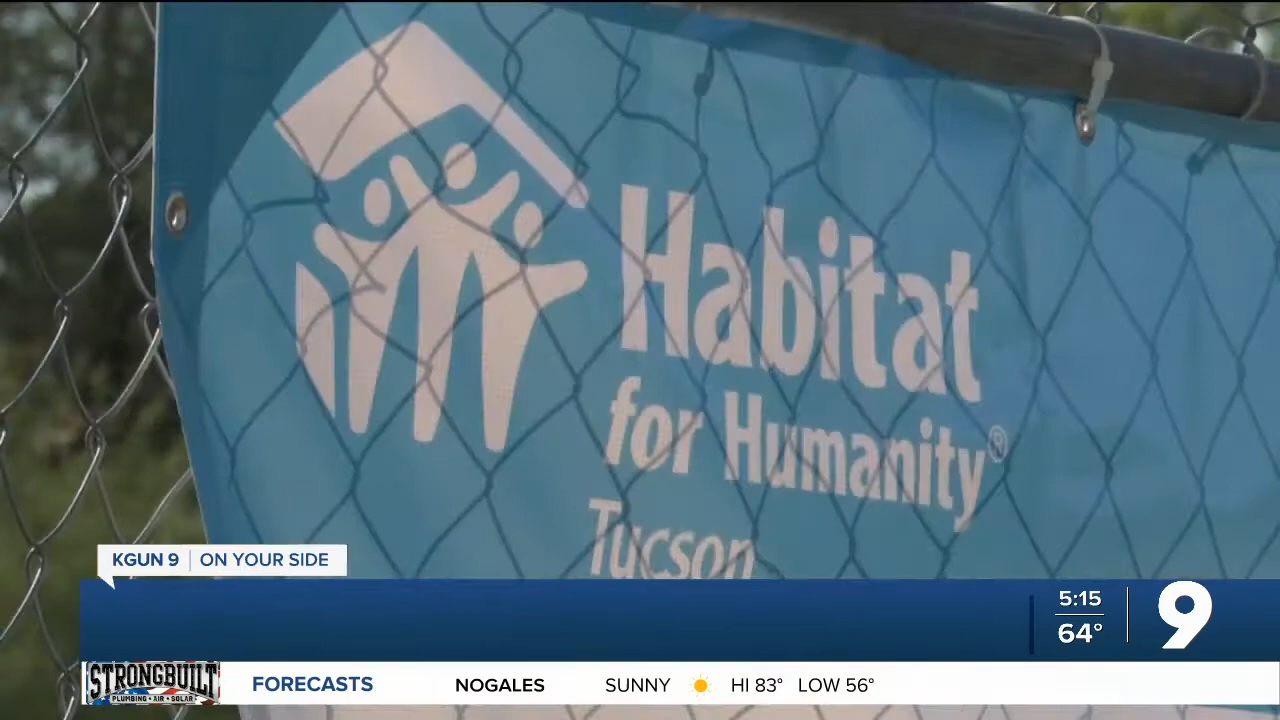 Habitat
for Humanity®
Tucson
KGUN 9 | ON YOUR SIDE
5:15
64°
9
STRONGBUILT
PLUMBING • AIR • SOLAR
FORECASTS NOGALES SUNNY HI 83° LOW 56°